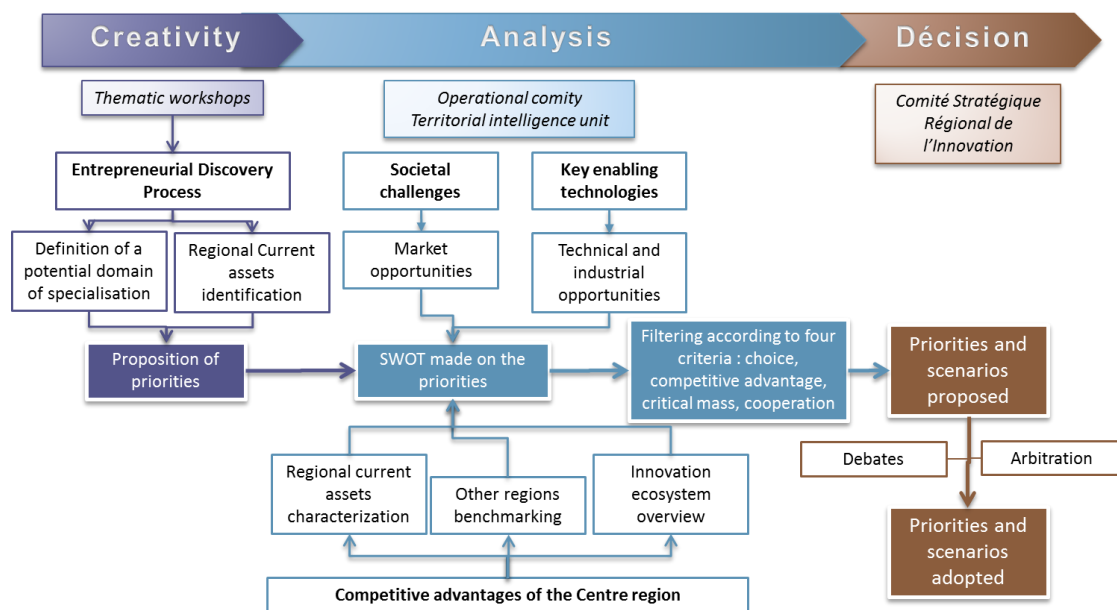 Creativity
Analysis
Décision
Thematic workshops
Operational comity
Territorial intelligence unit
Comité Stratégique
Régional de
l’Innovation
Entrepreneurial Discovery
Process
Societal
challenges
Key enabling
technologies
Definition of a
potential domain
of specialisation
Regional Current
assets
identification
Market
opportunities
Technical and
industrial
opportunities
Proposition of
priorities
SWOT made on the
priorities
Filtering according to four
criteria : choice,
competitive advantage,
critical mass, cooperation
Priorities and
scenarios
proposed
Debates
Arbitration
Regional current
assets
characterization
Other regions
benchmarking
Innovation
ecosystem
overview
Priorities and
scenarios
adopted
Competitive advantages of the Centre region